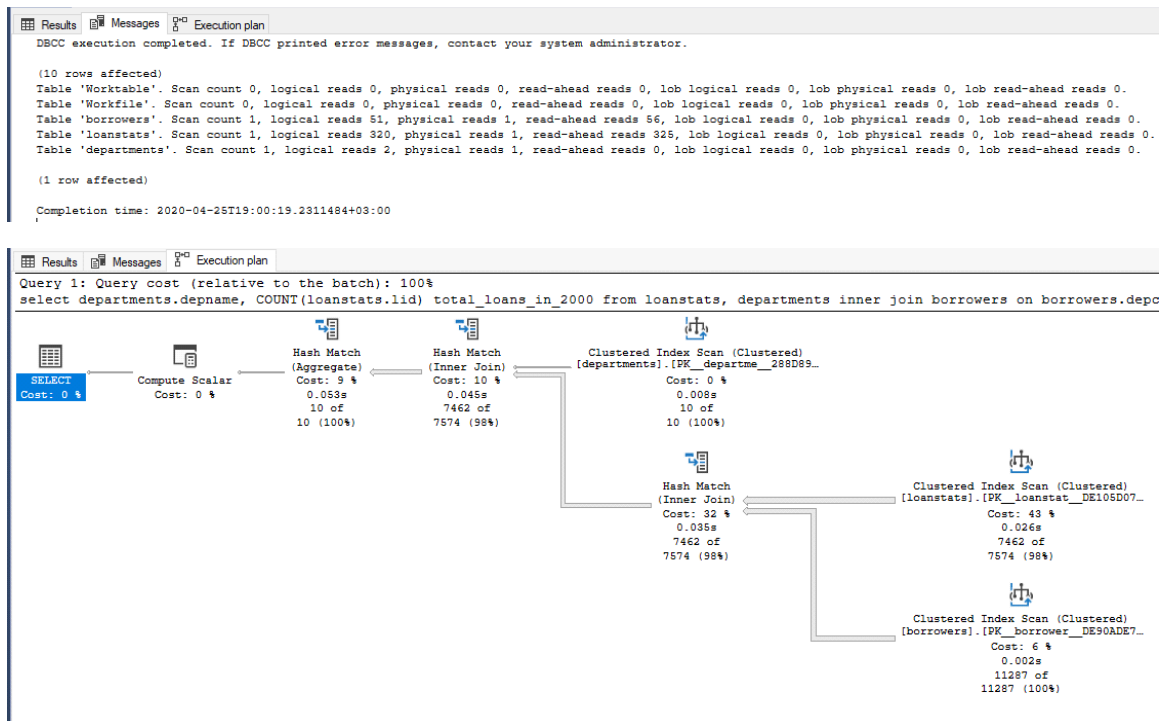 Results Messages Execution plan
DBCC execution completed. If DBCC printed error messages, contact your system administrator.
(10 rows affected)
Table 'Worktable'. Scan count 0, logical reads 0, physical reads 0, read-ahead reads 0, lob logical reads 0, lob physical reads 0, lob read-ahead reads 0.
Table 'Workfile'. Scan count 0, logical reads 0, physical reads 0, read-ahead reads 0, lob logical reads 0, lob physical reads 0, lob read-ahead reads 0.
Table 'borrowers'. Scan count 1, logical reads 51, physical reads 1, read-ahead reads 56, lob logical reads 0, lob physical reads 0, lob read-ahead reads 0.
Table 'loanstats'. Scan count 1, logical reads 320, physical reads 1, read-ahead reads 325, lob logical reads 0, lob physical reads 0, lob read-ahead reads 0.
Table 'departments'. Scan count 1, logical reads 2, physical reads 1, read-ahead reads 0, lob logical reads 0, lob physical reads 0, lob read-ahead reads 0.
(1 row affected)
Completion time: 2020-04-25T19:00:19.2311484+03:00
Results Messages Execution plan
Query 1: Query cost (relative to the batch): 100%
select departments.depname, COUNT(loanstats.lid) total_loans_in_2000 from loanstats, departments inner join borrowers on borrowers.depc
SELECT
Cost: 0 %
Compute Scalar
Cost: 0 %
Hash Match
(Aggregate)
Cost: 9 %
0.053s
10 of
10 (100%)
Hash Match
(Inner Join)
Cost: 10 %
0.045s
7462 of
7574 (98%)
Clustered Index Scan (Clustered)
[departments].[PK__departme__288D89…
Cost: 0 %
0.008s
10 of
10 (100%)
Hash Match
(Inner Join)
Cost: 32 %
0.035s
7462 of
7574 (98%)
Clustered Index Scan (Clustered)
[loanstats].[PK__loanstat__DE105D07…
Cost: 43 %
0.026s
7462 of
7574 (98%)
Clustered Index Scan (Clustered)
[borrowers].[PK__borrower__DE90ADE7…
Cost: 6 %
0.002s
11287 of
11287 (100%)